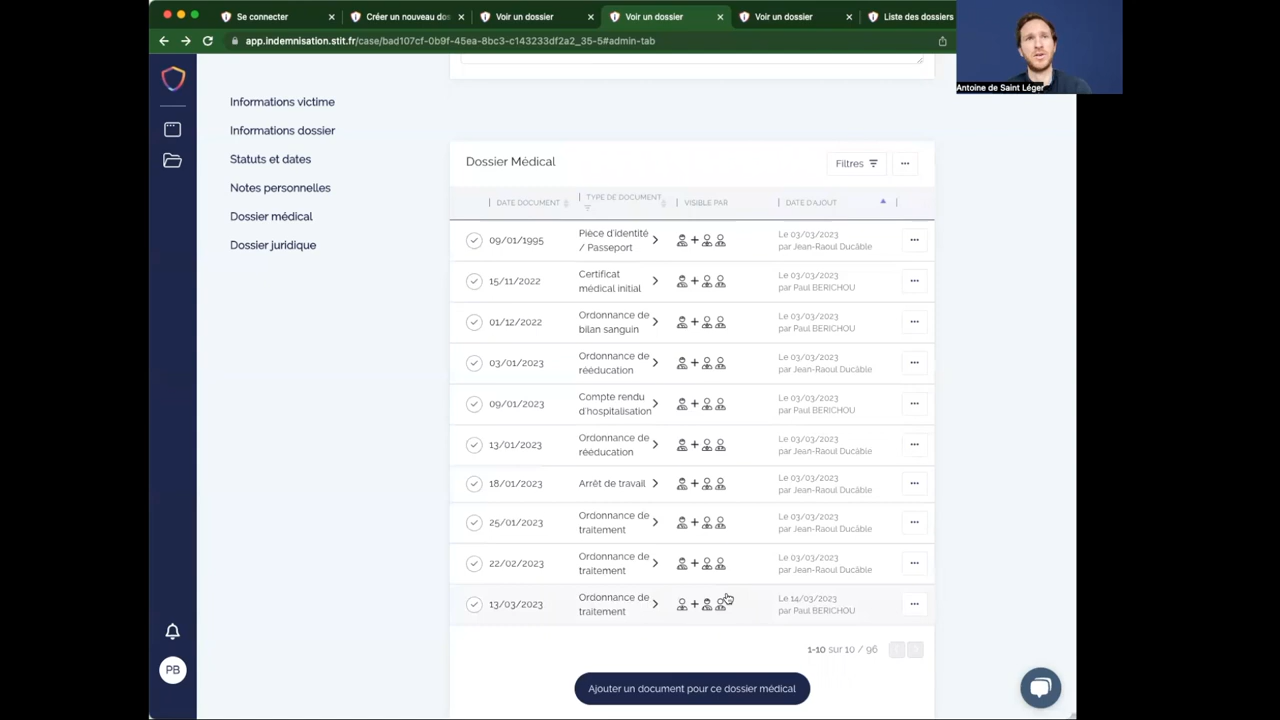 Se connecter
Créer un nouveau dos
Voir un dossier
Voir un dossier
Voir un dossier
Liste des dossiers
app.indemnisation.stit.fr/case/bad107cf-0b9f-45ea-8bc3-c143233df2a2_35-5#admin-tab
Antoine de Saint Léger
Informations victime
Informations dossier
Statuts et dates
Notes personnelles
Dossier médical
Dossier juridique
Dossier Médical
Filtres
DATE DOCUMENT
TYPE DE DOCUMENT
VISIBLE PAR
DATE D'AJOUT
09/01/1995
Pièce d'identité
/ Passeport
Le 03/03/2023
par Jean-Raoul Ducâble
15/11/2022
Certificat
médical initial
Le 03/03/2023
par Paul BERICHOU
01/12/2022
Ordonnance de
bilan sanguin
Le 03/03/2023
par Paul BERICHOU
03/01/2023
Ordonnance de
rééducation
Le 03/03/2023
par Jean-Raoul Ducâble
09/01/2023
Compte rendu
d'hospitalisation
Le 03/03/2023
par Paul BERICHOU
13/01/2023
Ordonnance de
rééducation
Le 03/03/2023
par Jean-Raoul Ducâble
18/01/2023
Arrêt de travail
Le 03/03/2023
par Jean-Raoul Ducâble
25/01/2023
Ordonnance de
traitement
Le 03/03/2023
par Jean-Raoul Ducâble
22/02/2023
Ordonnance de
traitement
Le 03/03/2023
par Jean-Raoul Ducâble
13/03/2023
Ordonnance de
traitement
Le 14/03/2023
par Paul BERICHOU
1-10 sur 10 / 96
PB
Ajouter un document pour ce dossier médical